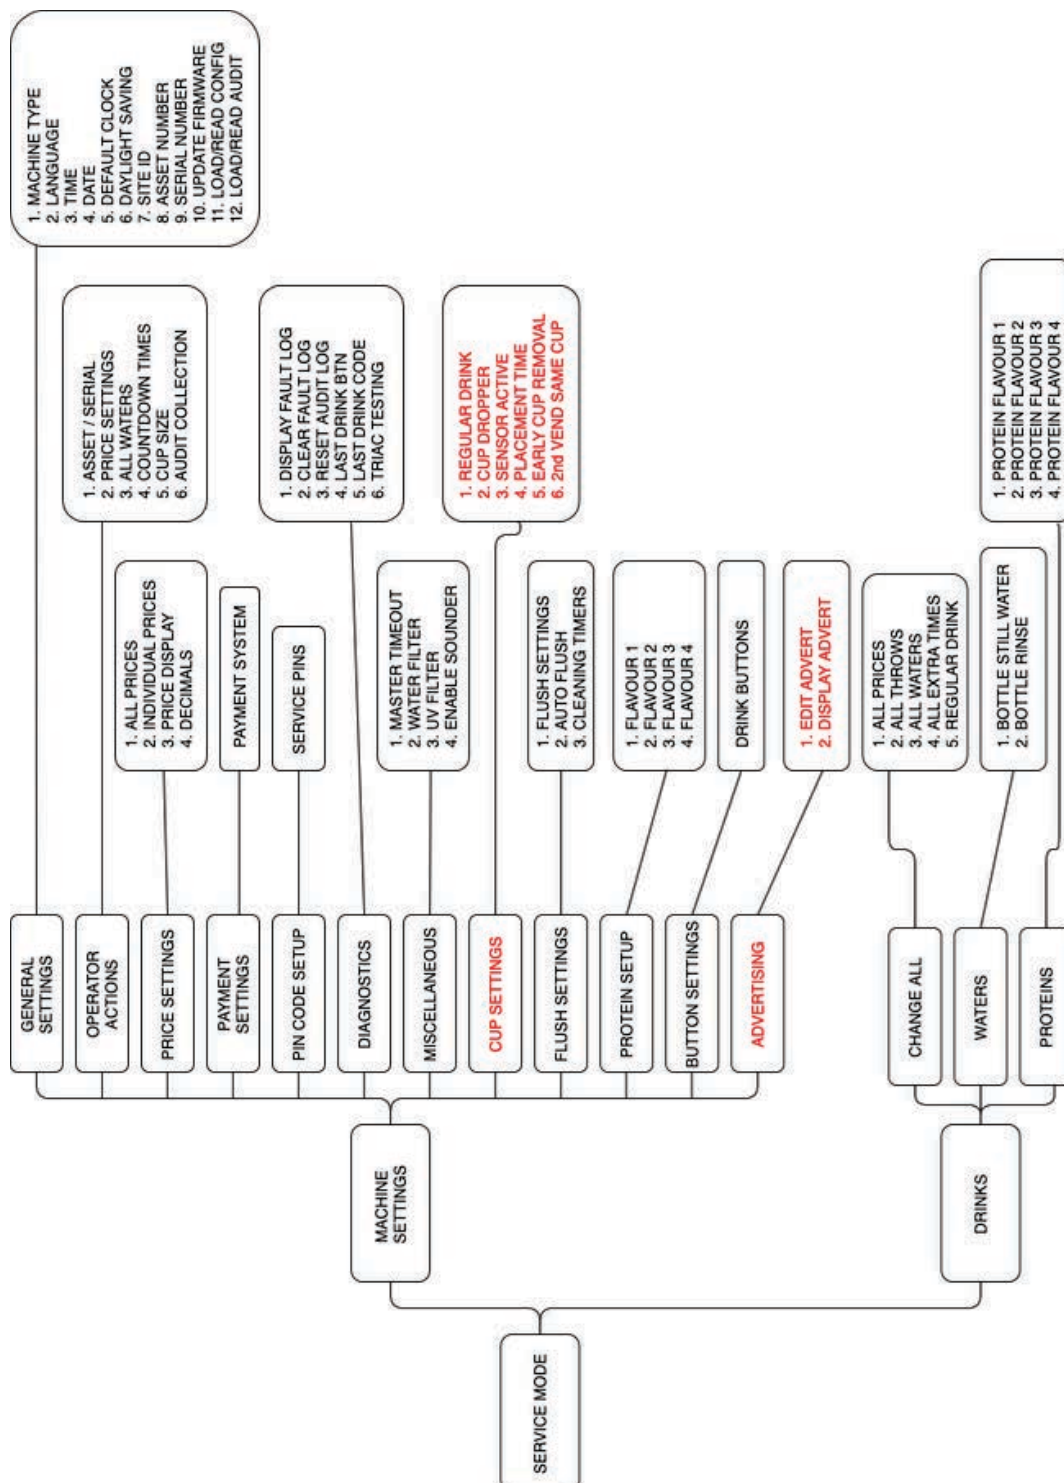 SERVICE MODE
MACHINE
SETTINGS
GENERAL
SETTINGS
1. MACHINE TYPE
2. LANGUAGE
3. TIME
4. DATE
5. DEFAULT CLOCK
6. DAYLIGHT SAVING
7. SITE ID
8. ASSET NUMBER
9. SERIAL NUMBER
10. UPDATE FIRMWARE
11. LOAD/READ CONFIG
12. LOAD/READ AUDIT
OPERATOR
ACTIONS
1. ASSET / SERIAL
2. PRICE SETTINGS
3. ALL WATERS
4. COUNTDOWN TIMES
5. CUP SIZE
6. AUDIT COLLECTION
PRICE SETTINGS
1. ALL PRICES
2. INDIVIDUAL PRICES
3. PRICE DISPLAY
4. DECIMALS
PAYMENT
SETTINGS
PAYMENT SYSTEM
PIN CODE SETUP
SERVICE PINS
DIAGNOSTICS
1. DISPLAY FAULT LOG
2. CLEAR FAULT LOG
3. RESET AUDIT LOG
4. LAST DRINK BTN
5. LAST DRINK CODE
6. TRIAC TESTING
MISCELLANEOUS
1. MASTER TIMEOUT
2. WATER FILTER
3. UV FILTER
4. ENABLE SOUNDER
CUP SETTINGS
1. REGULAR DRINK
2. CUP DROPPER
3. SENSOR ACTIVE
4. PLACEMENT TIME
5. EARLY CUP REMOVAL
6. 2nd VEND SAME CUP
FLUSH SETTINGS
1. FLUSH SETTINGS
2. AUTO FLUSH
3. CLEANING TIMERS
PROTEIN SETUP
1. FLAVOUR 1
2. FLAVOUR 2
3. FLAVOUR 3
4. FLAVOUR 4
BUTTON SETTINGS
DRINK BUTTONS
ADVERTISING
1. EDIT ADVERT
2. DISPLAY ADVERT
DRINKS
CHANGE ALL
1. ALL PRICES
2. ALL THROWS
3. ALL WATERS
4. ALL EXTRA TIMES
5. REGULAR DRINK
WATERS
1. BOTTLE STILL WATER
2. BOTTLE RINSE
PROTEINS
1. PROTEIN FLAVOUR 1
2. PROTEIN FLAVOUR 2
3. PROTEIN FLAVOUR 3
4. PROTEIN FLAVOUR 4